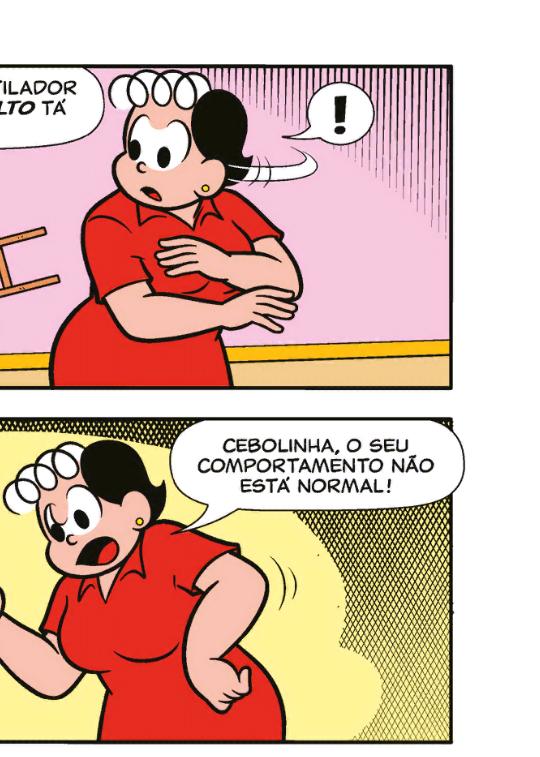 TILADOR
LTO TÁ
!
CEBOLINHA, O SEU
COMPORTAMENTO NÃO
ESTÁ NORMAL!